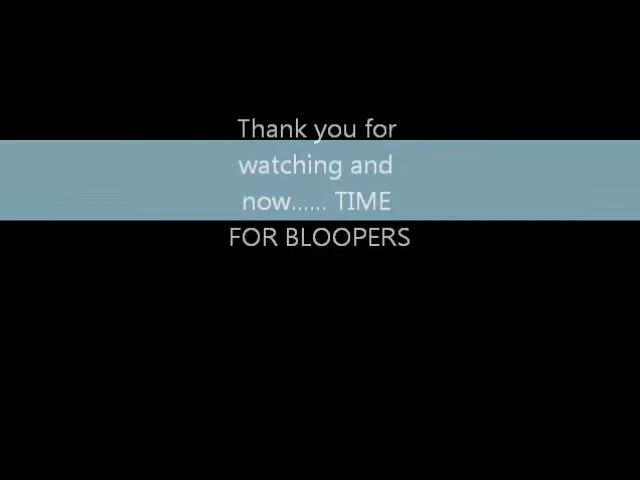 Thank you for
watching and
now...... TIME
FOR BLOOPERS